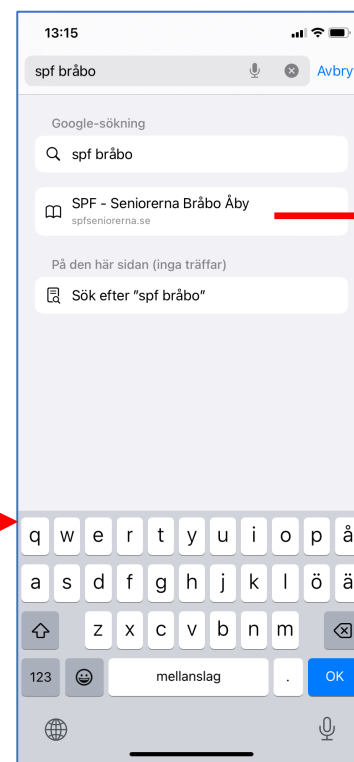 13:15
spf bråbo Avbry
Google-sökning
spf bråbo
SPF - Seniorerna Bråbo Åby
spfseniorerna.se
På den här sidan (inga träffar)
Sök efter "spf bråbo"
q w e r t y u i o p å
a s d f g h j k l ö ä
z x c v b n m
123 mellanslag . OK